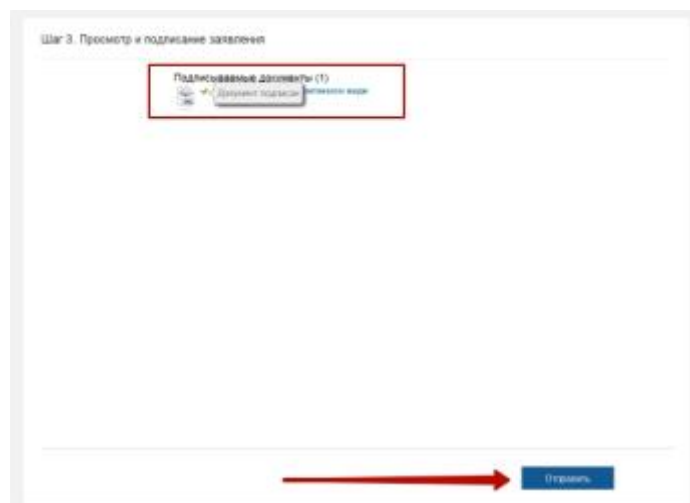 Шаг 3. Просмотр и подписание заявления
Подписываемые документы (1)
Документ подписан
Отправить